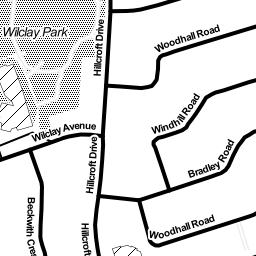 Wilclay Park
Hillcroft Drive
Woodhall Road
Windhill Road
Wilclay Avenue
Hillcroft Drive
Bradley Road
Beckwith Cres
Hillcroft
Woodhall Road